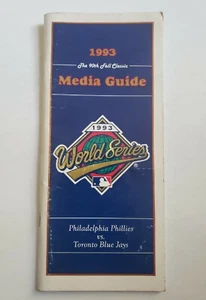 1993
The 90th Fall Classic
Media Guide
1993
World Series
Philadelphia Phillies
vs.
Toronto Blue Jays